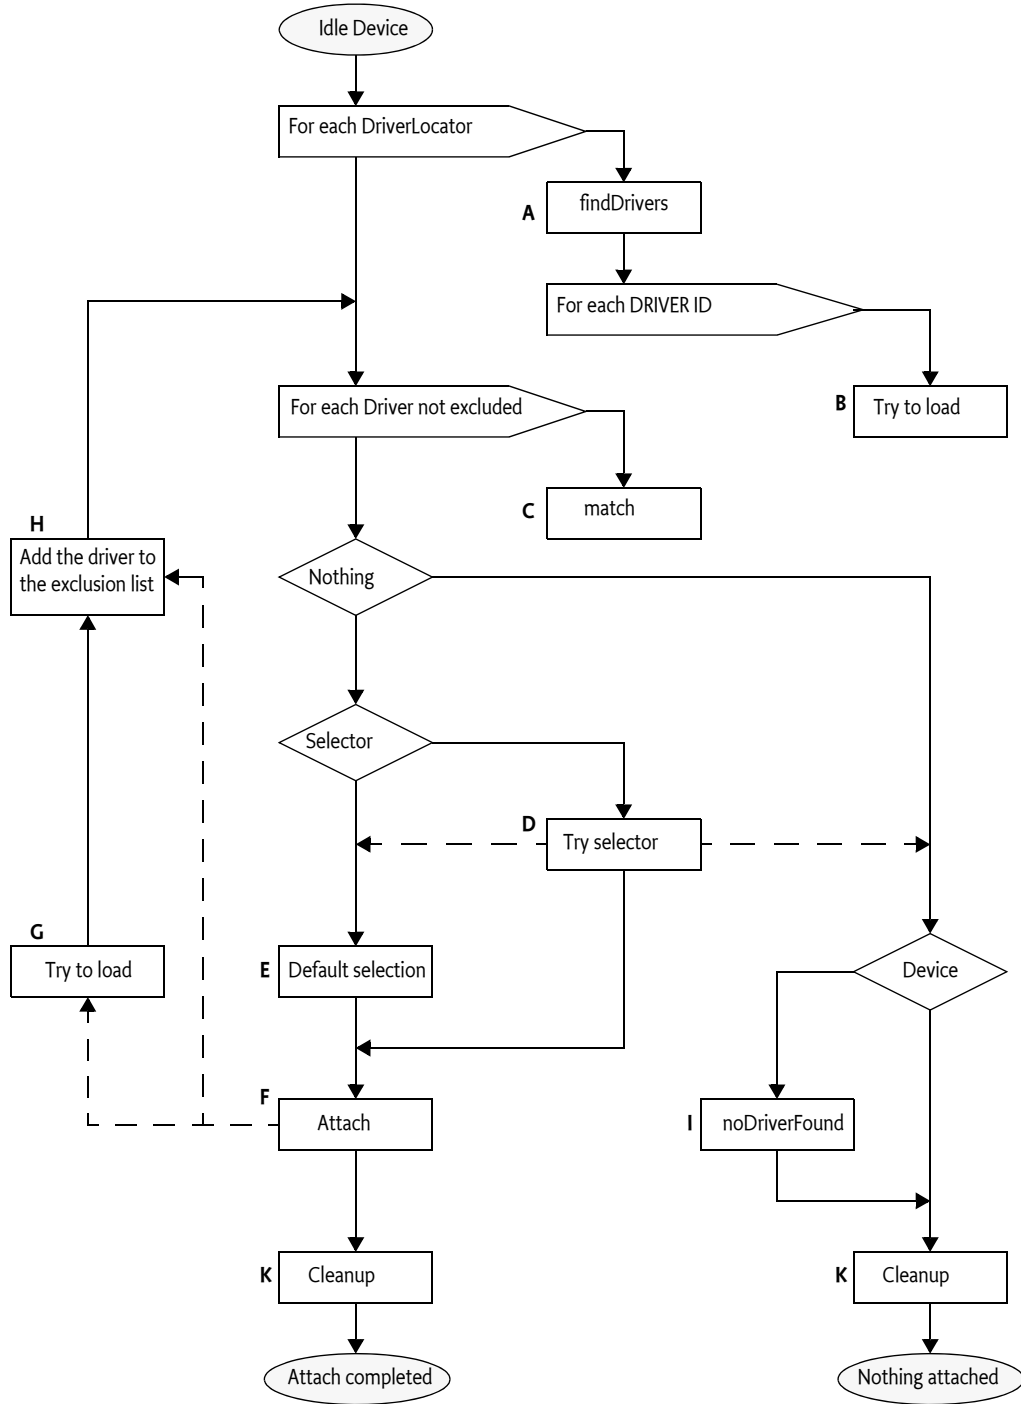 Idle Device
For each DriverLocator
A
findDrivers
For each DRIVER ID
For each Driver not excluded
B
Try to load
C
match
H
Add the driver to
the exclusion list
Nothing
Selector
D
Try selector
G
Try to load
E
Default selection
Device
F
Attach
I
noDriverFound
K
Cleanup
K
Cleanup
Attach completed
Nothing attached